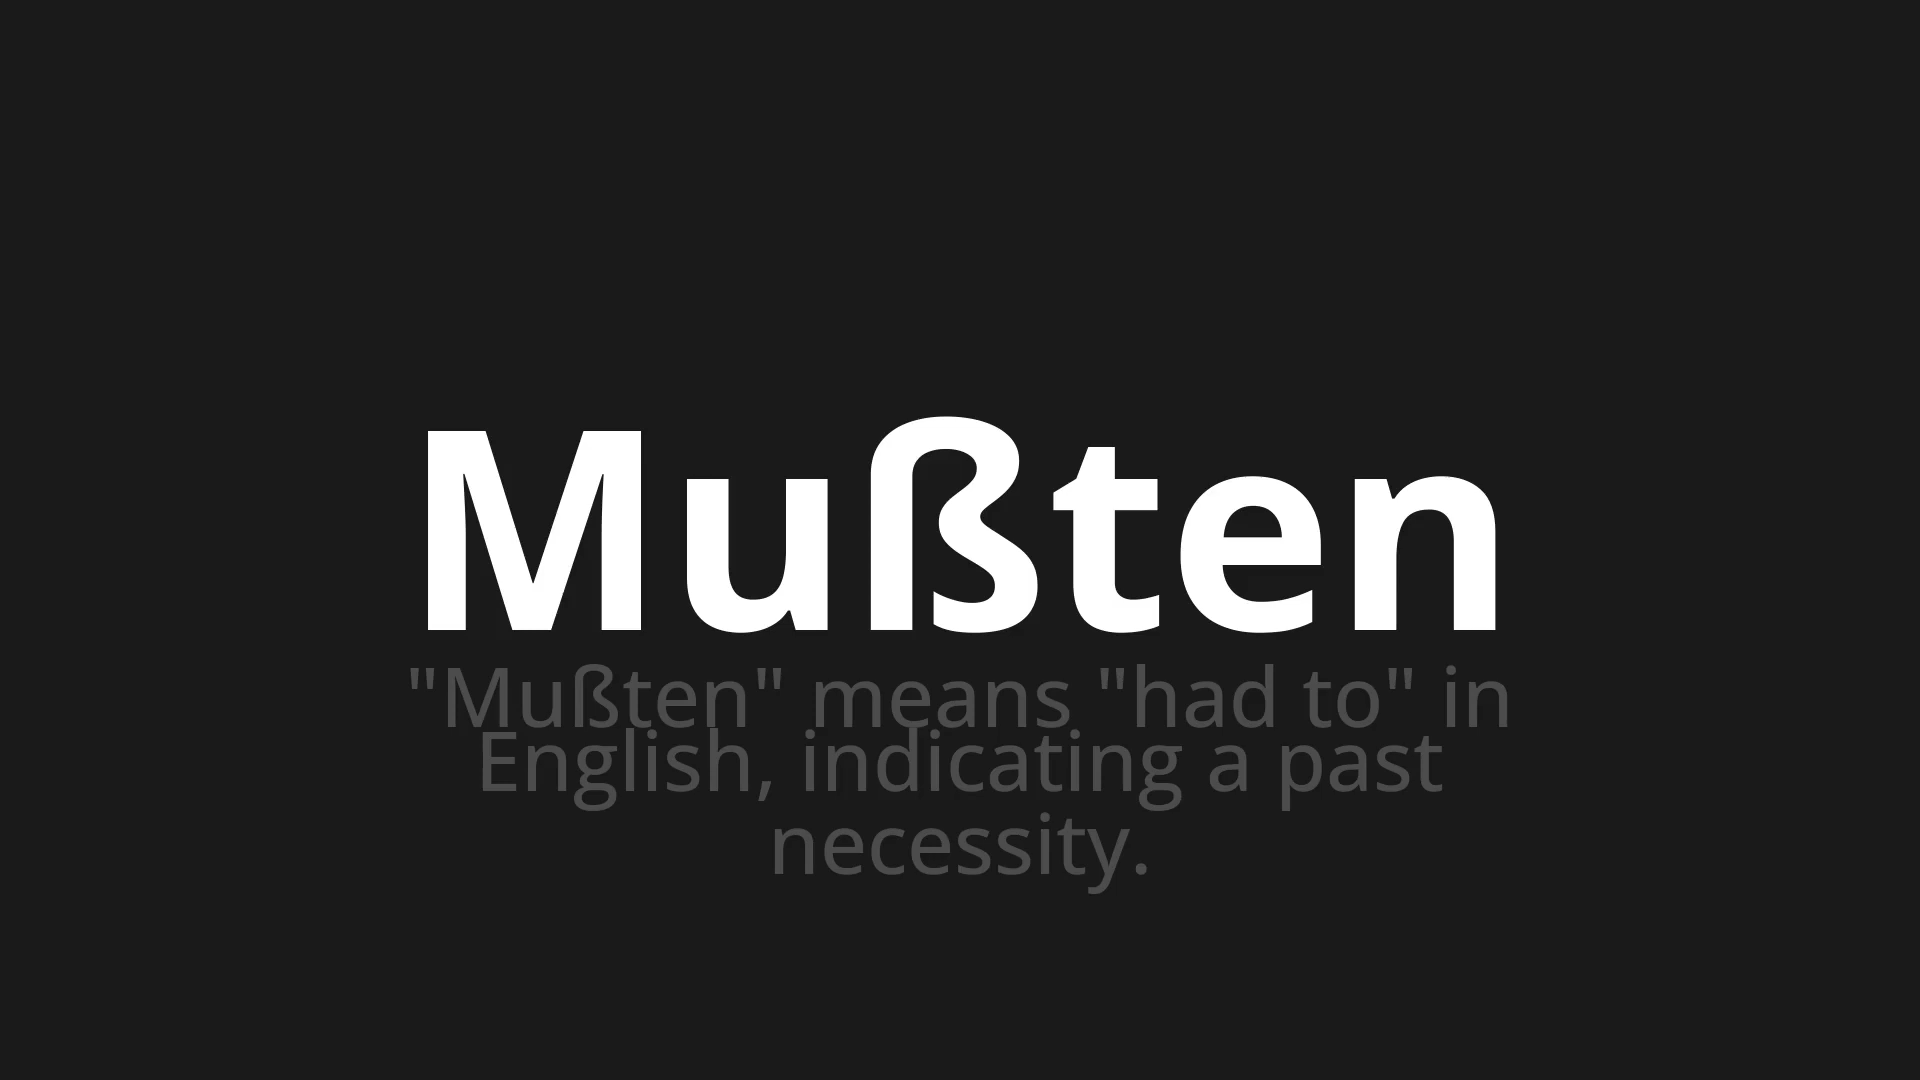 Mußten
"Mußten" means "had to" in
English, indicating a past
necessity.